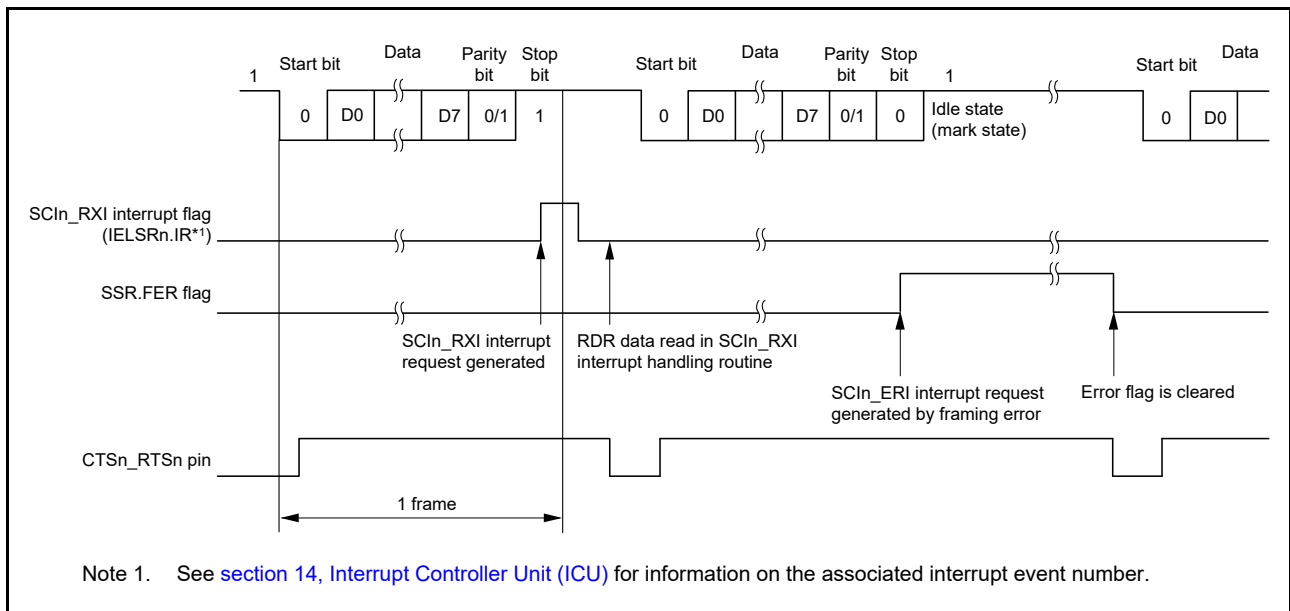 Data Parity Stop Data Parity Stop Data
1 Start bit bit bit Start bit bit bit 1 Start bit
0 D0 D7 0/1 1 0 D0 D7 0/1 0 Idle state 0 D0
(mark state)
SCIn_RXI interrupt flag
(IELSRn.IR*1)
SSR.FER flag
SCIn_RXI interrupt
request generated
RDR data read in SCIn_RXI
interrupt handling routine
SCIn_ERI interrupt request
generated by framing error
Error flag is cleared
CTSn_RTSn pin
1 frame
Note 1. See section 14, Interrupt Controller Unit (ICU) for information on the associated interrupt event number.